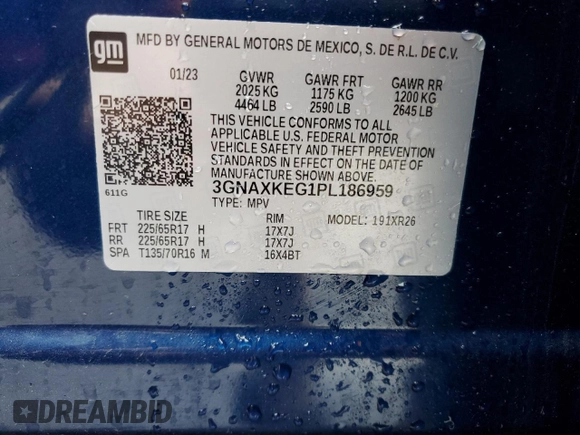 gm
MFD BY GENERAL MOTORS DE MEXICO, S. DE R.L. DE C.V.
01/23 GVWR GAWR FRT GAWR RR
2025 KG 1175 KG 1200 KG
4464 LB 2590 LB 2645 LB
THIS VEHICLE CONFORMS TO ALL
APPLICABLE U.S. FEDERAL MOTOR
VEHICLE SAFETY AND THEFT PREVENTION
STANDARDS IN EFFECT ON THE DATE OF
MANUFACTURE SHOWN ABOVE.
3GNAXKEG1PL186959
611G
TYPE: MPV MODEL: 191XR26
TIRE SIZE RIM
FRT 225/65R17 H 17X7J
RR 225/65R17 H 17X7J
SPA T135/70R16 M 16X4BT
DREAMBID